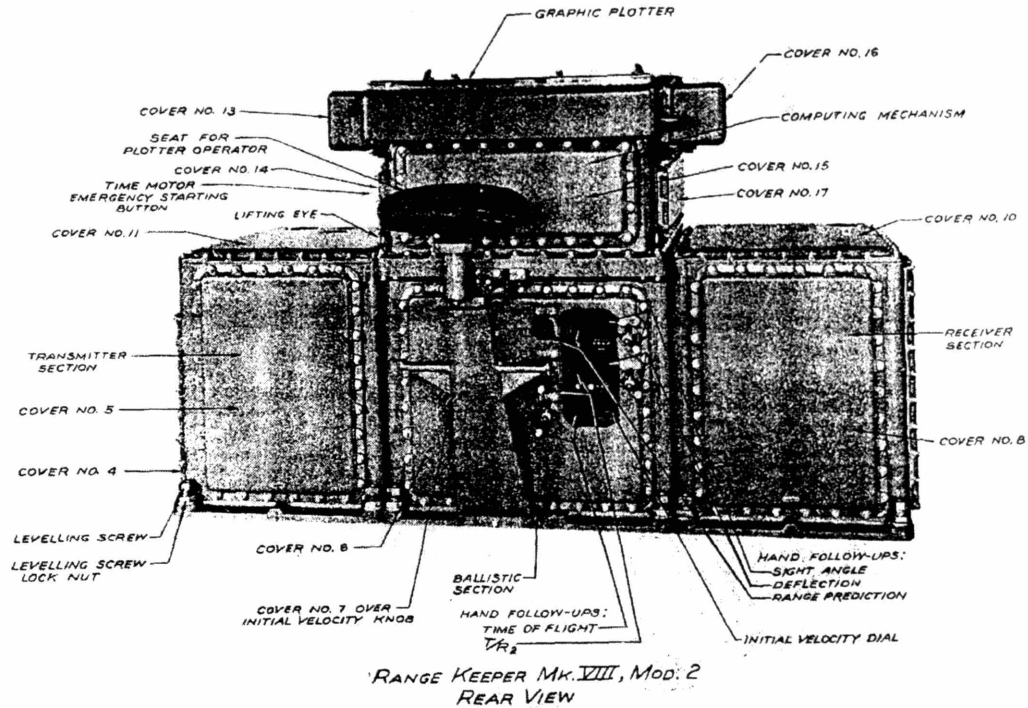 GRAPHIC PLOTTER
COVER NO. 16
COVER NO. 13
COMPUTING MECHANISM
SEAT FOR
PLOTTER OPERATOR
COVER NO. 14
COVER NO. 15
TIME MOTOR
EMERGENCY STARTING
BUTTON
COVER NO. 17
LIFTING EYE
COVER NO. 10
COVER NO. 11
TRANSMITTER
SECTION
RECEIVER
SECTION
COVER NO. 5
COVER NO. 8
COVER NO. 4
LEVELLING SCREW
LEVELLING SCREW
LOCK NUT
COVER NO. 6
BALLISTIC
SECTION
HAND FOLLOW-UPS:
SIGHT ANGLE
DEFLECTION
RANGE PREDICTION
COVER NO. 7 OVER
INITIAL VELOCITY KNOB
HAND FOLLOW-UPS:
TIME OF FLIGHT
T/R2
INITIAL VELOCITY DIAL
RANGE KEEPER MK. VIII, MOD. 2
REAR VIEW